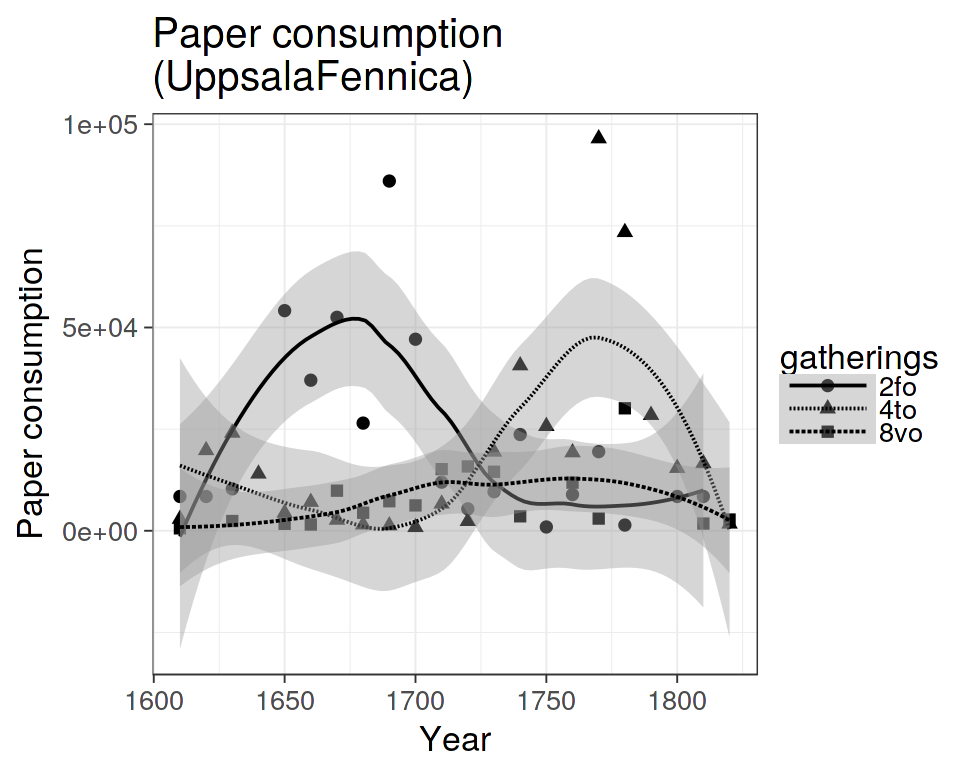 Paper consumption
(UppsalaFennica)
Paper consumption
1e+05
5e+04
0e+00
1600
1650
1700
1750
1800
Year
gatherings
2fo
4to
8vo